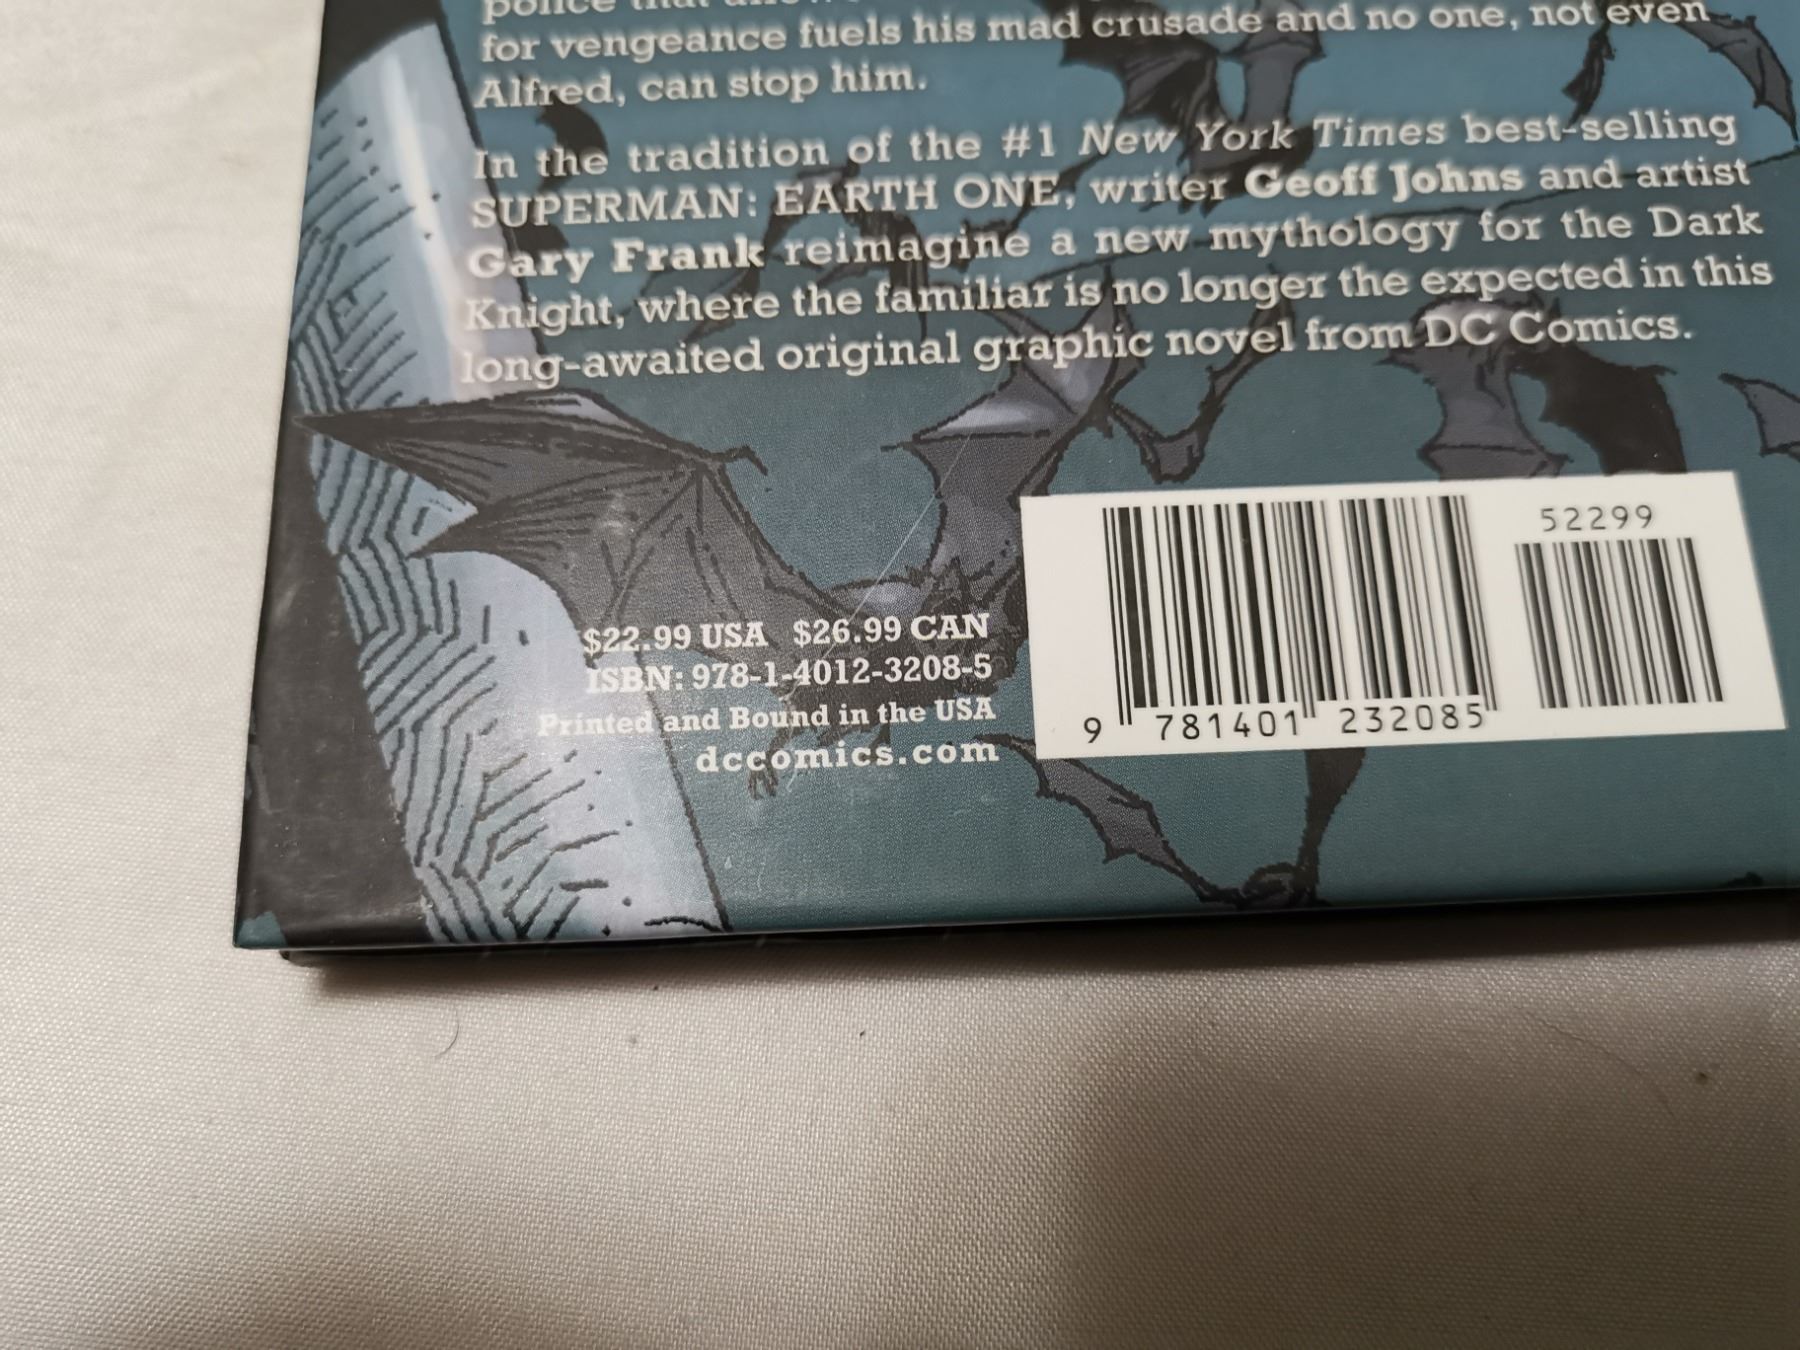 police that
for vengeance fuels his mad crusade and no one, not even
Alfred, can stop him.
In the tradition of the #1 New York Times best-selling
SUPERMAN: EARTH ONE, writer Geoff Johns and artist
Gary Frank reimagine a new mythology for the Dark
Knight, where the familiar is no longer the expected in this
long-awaited original graphic novel from DC Comics.
$22.99 USA $26.99 CAN
ISBN: 978-1-4012-3208-5
Printed and Bound in the USA
dccomics.com
52299
9 781401 232085